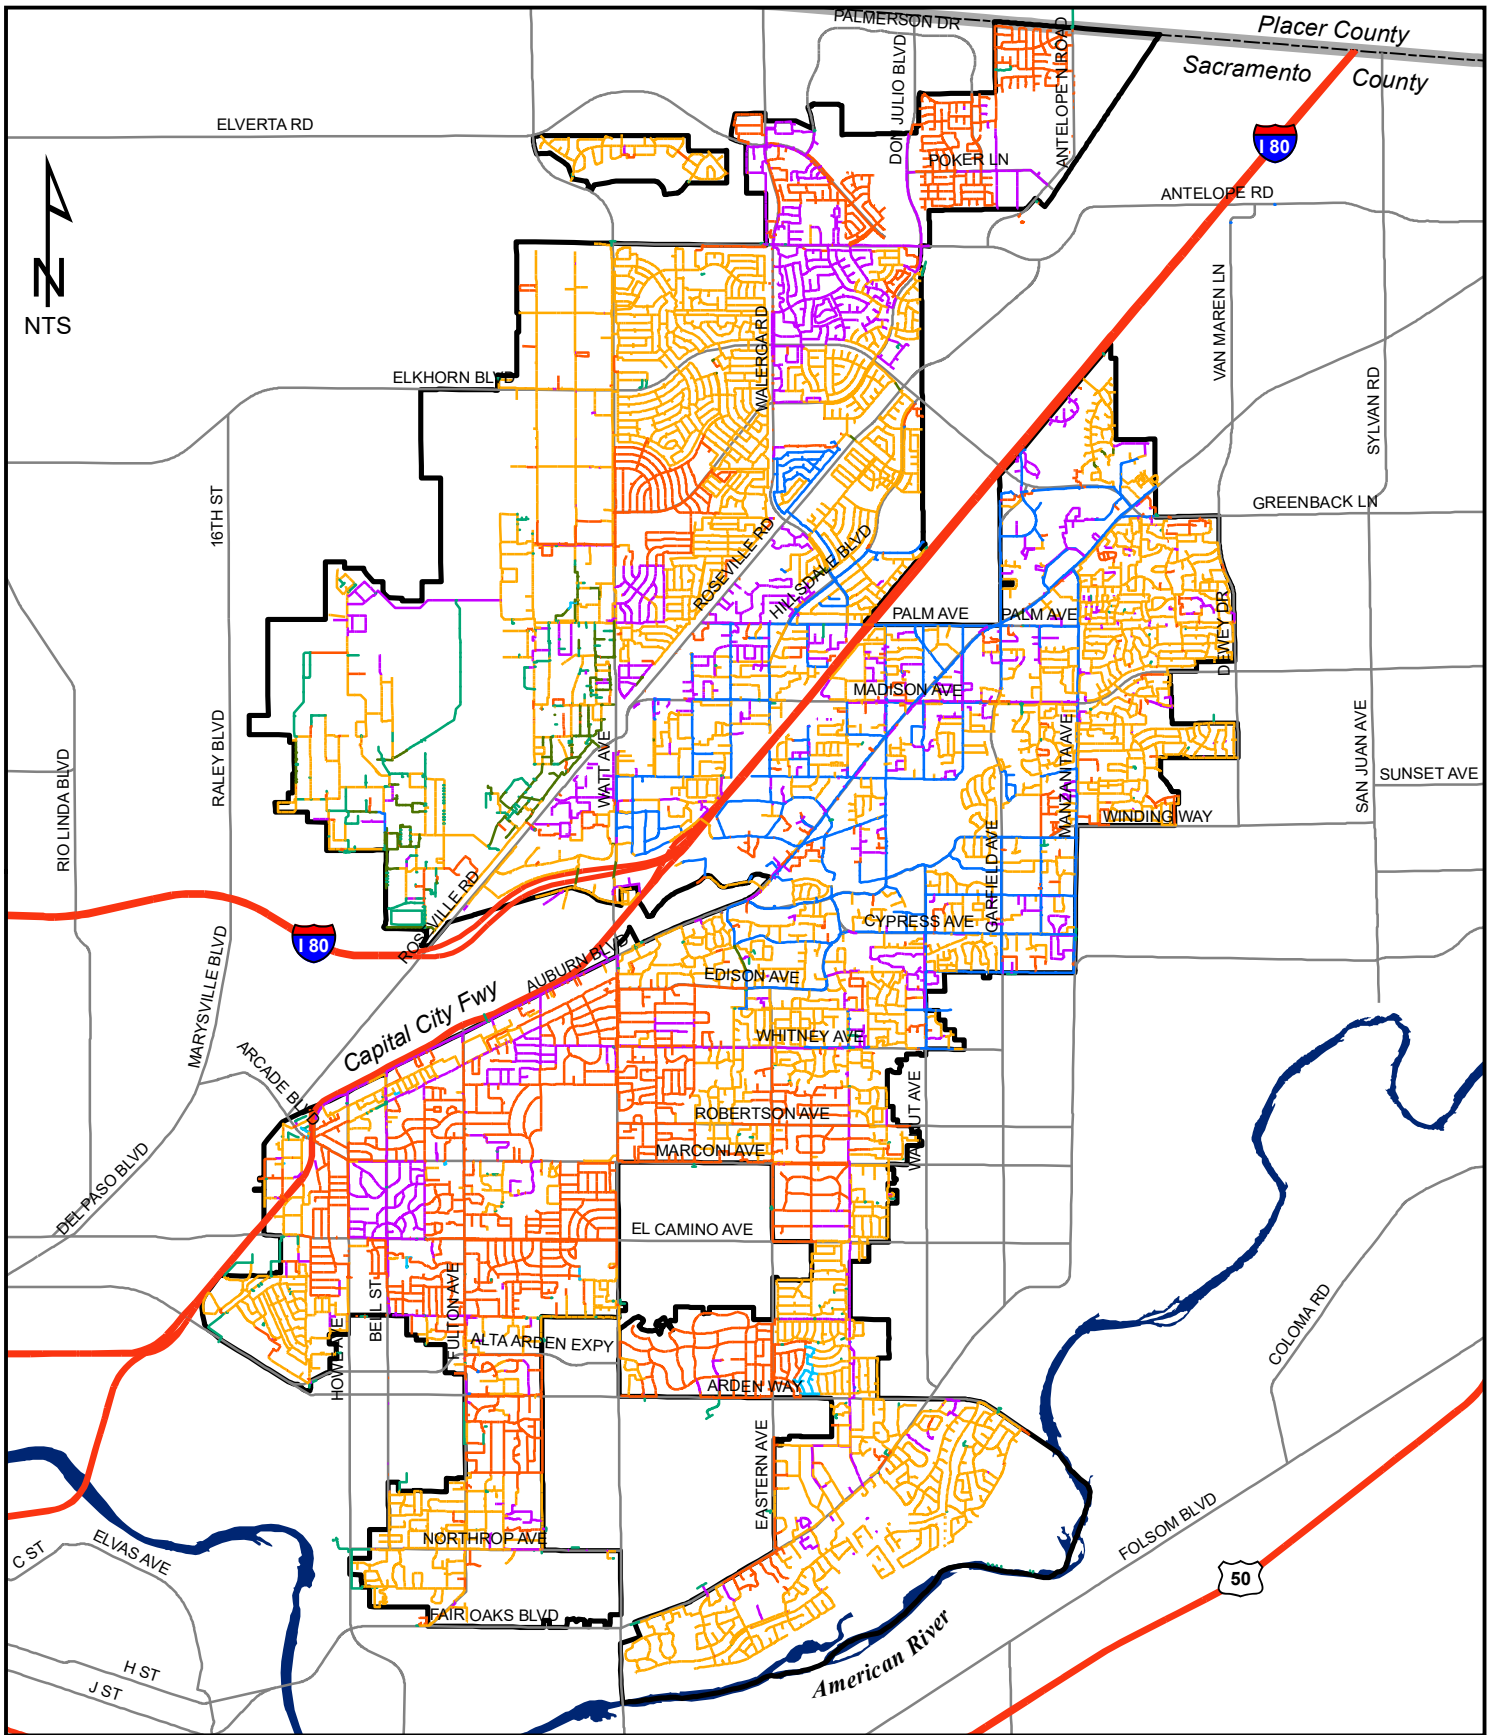 PALMERSON DR
Placer County
Sacramento County
DON JULIO BLVD
ANTELOPE N ROAD
ELVERTA RD
I 80
POKER LN
ANTELOPE RD
N
NTS
VAN MAREN LN
WALERGA RD
ELKHORN BLVD
SYLVAN RD
16TH ST
GREENBACK LN
ROSEVILLE RD
HILLSDALE BLVD
PALM AVE
PALM AVE
DEWEY DR
MADISON AVE
RALEY BLVD
RIO LINDA BLVD
WATT AVE
MANZANITA AVE
SAN JUAN AVE
SUNSET AVE
WINDING WAY
GARFIELD AVE
ROSEVILLE RD
CYPRESS AVE
I 80
AUBURN BLVD
EDISON AVE
MARYSVILLE BLVD
Capital City Fwy
WHITNEY AVE
ARCADE BLVD
WALNUT AVE
ROBERTSON AVE
MARCONI AVE
DEL PASO BLVD
EL CAMINO AVE
BELL ST
FULTON AVE
COLOMA RD
HOWE AVE
ALTA ARDEN EXPY
ARDEN WAY
EASTERN AVE
FOLSOM BLVD
C ST
ELVAS AVE
NORTHROP AVE
50
FAIR OAKS BLVD
American River
H ST
J ST